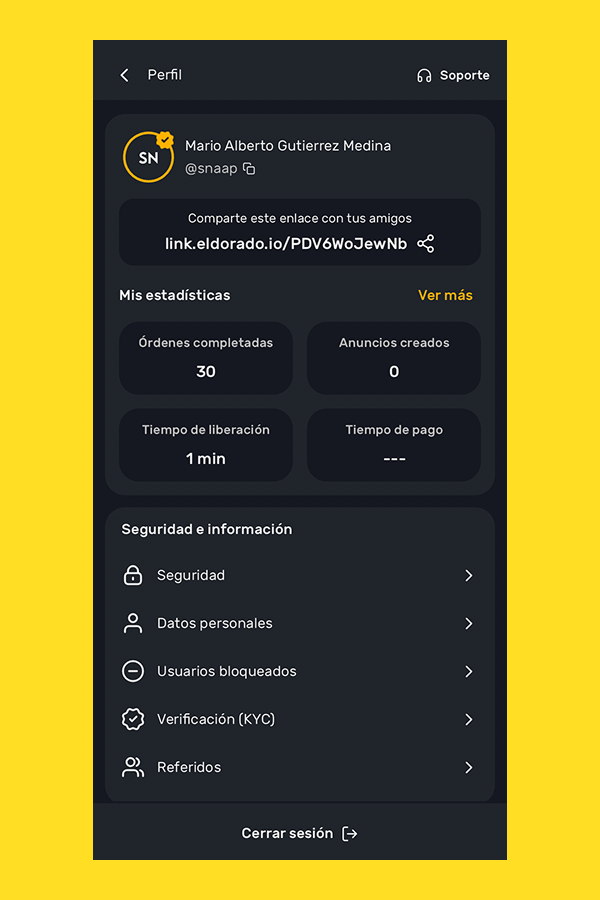 Perfil
Soporte
SN
Mario Alberto Gutierrez Medina
@snaap
Comparte este enlace con tus amigos
link.eldorado.io/PDV6WoJewNb
Mis estadísticas
Ver más
Órdenes completadas
30
Anuncios creados
0
Tiempo de liberación
1 min
Tiempo de pago
---
Seguridad e información
Seguridad
Datos personales
Usuarios bloqueados
Verificación (KYC)
Referidos
Cerrar sesión